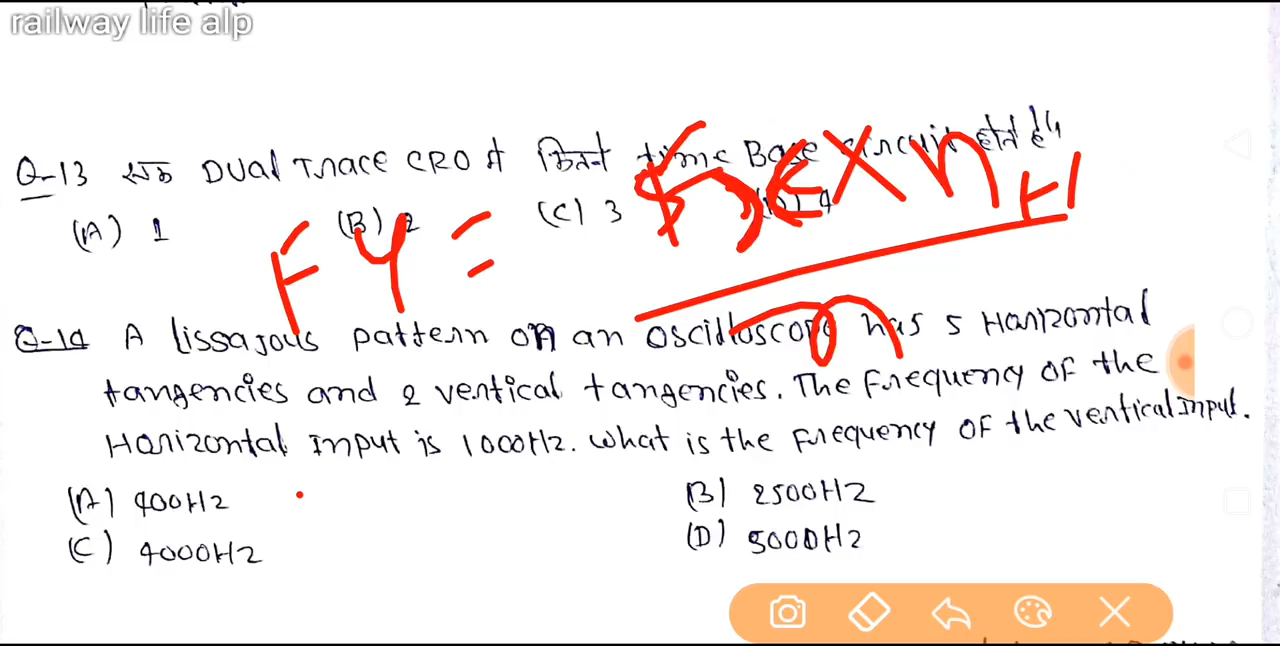 railway life alp
Q-13 एक Dual Trace CRO में कितने time Base circuit होते हैं
(A) 1 (B) 2 (C) 3 (D) 4
FY = × n
n
Q-14 A lissajous pattern on an oscilloscope has 5 Horizontal
tangencies and 2 vertical tangencies. The frequency of the
Horizontal Input is 1000Hz. What is the frequency of the vertical Input.
(A) 400Hz (B) 2500Hz
(C) 4000Hz (D) 5000Hz